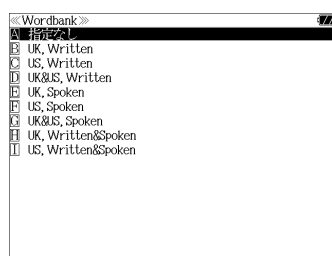 ≪Wordbank≫
A 指定なし
B UK, Written
C US, Written
D UK&US, Written
E UK, Spoken
F US, Spoken
G UK&US, Spoken
H UK, Written&Spoken
I US, Written&Spoken